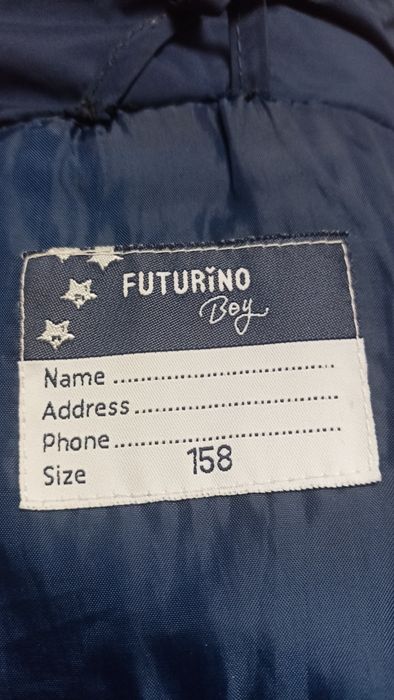 FUTURiNO
Boy
Name ....................................
Address ................................
Phone ....................................
Size 158